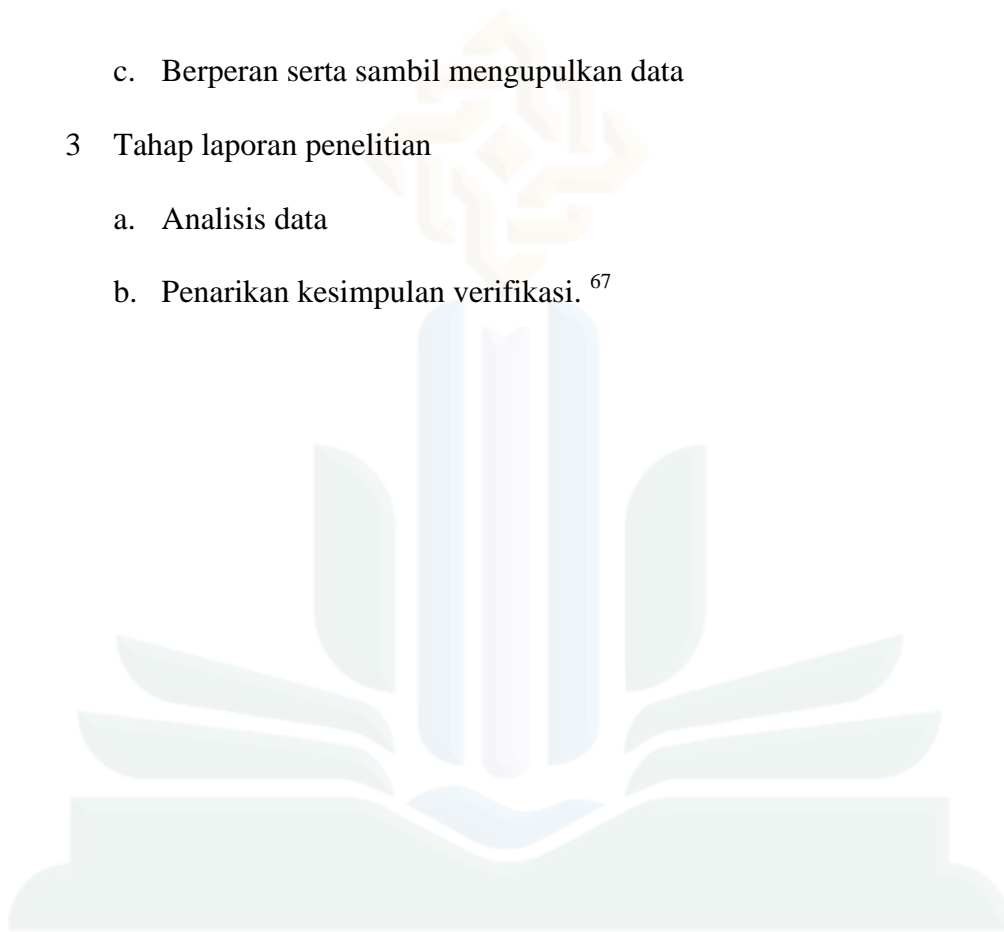 c. Berperan serta sambil mengupulkan data
3 Tahap laporan penelitian
a. Analisis data
b. Penarikan kesimpulan verifikasi. 67